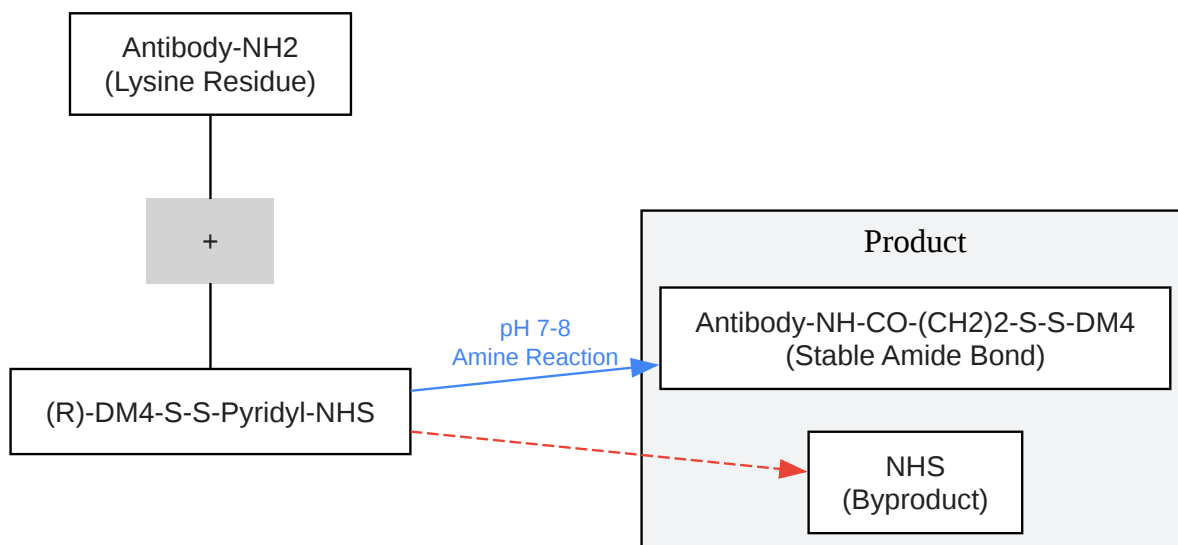 Antibody-NH2
(Lysine Residue)
+
(R)-DM4-S-S-Pyridyl-NHS
pH 7-8
Amine Reaction
Product
Antibody-NH-CO-(CH2)2-S-S-DM4
(Stable Amide Bond)
NHS
(Byproduct)